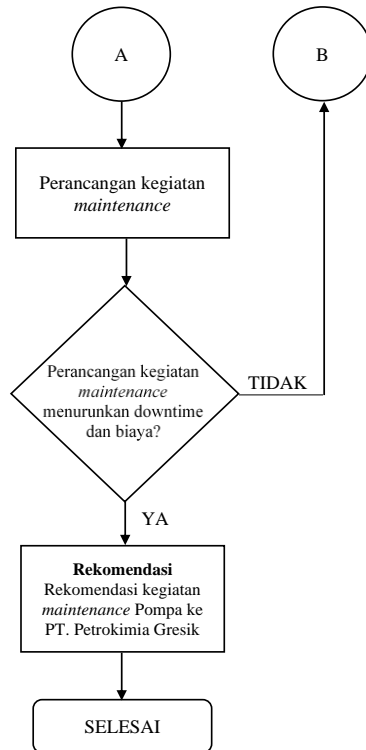 A
B
Perancangan kegiatan
maintenance
Perancangan kegiatan
maintenance
menurunkan downtime
dan biaya?
TIDAK
YA
Rekomendasi
Rekomendasi kegiatan
maintenance Pompa ke
PT. Petrokimia Gresik
SELESAI